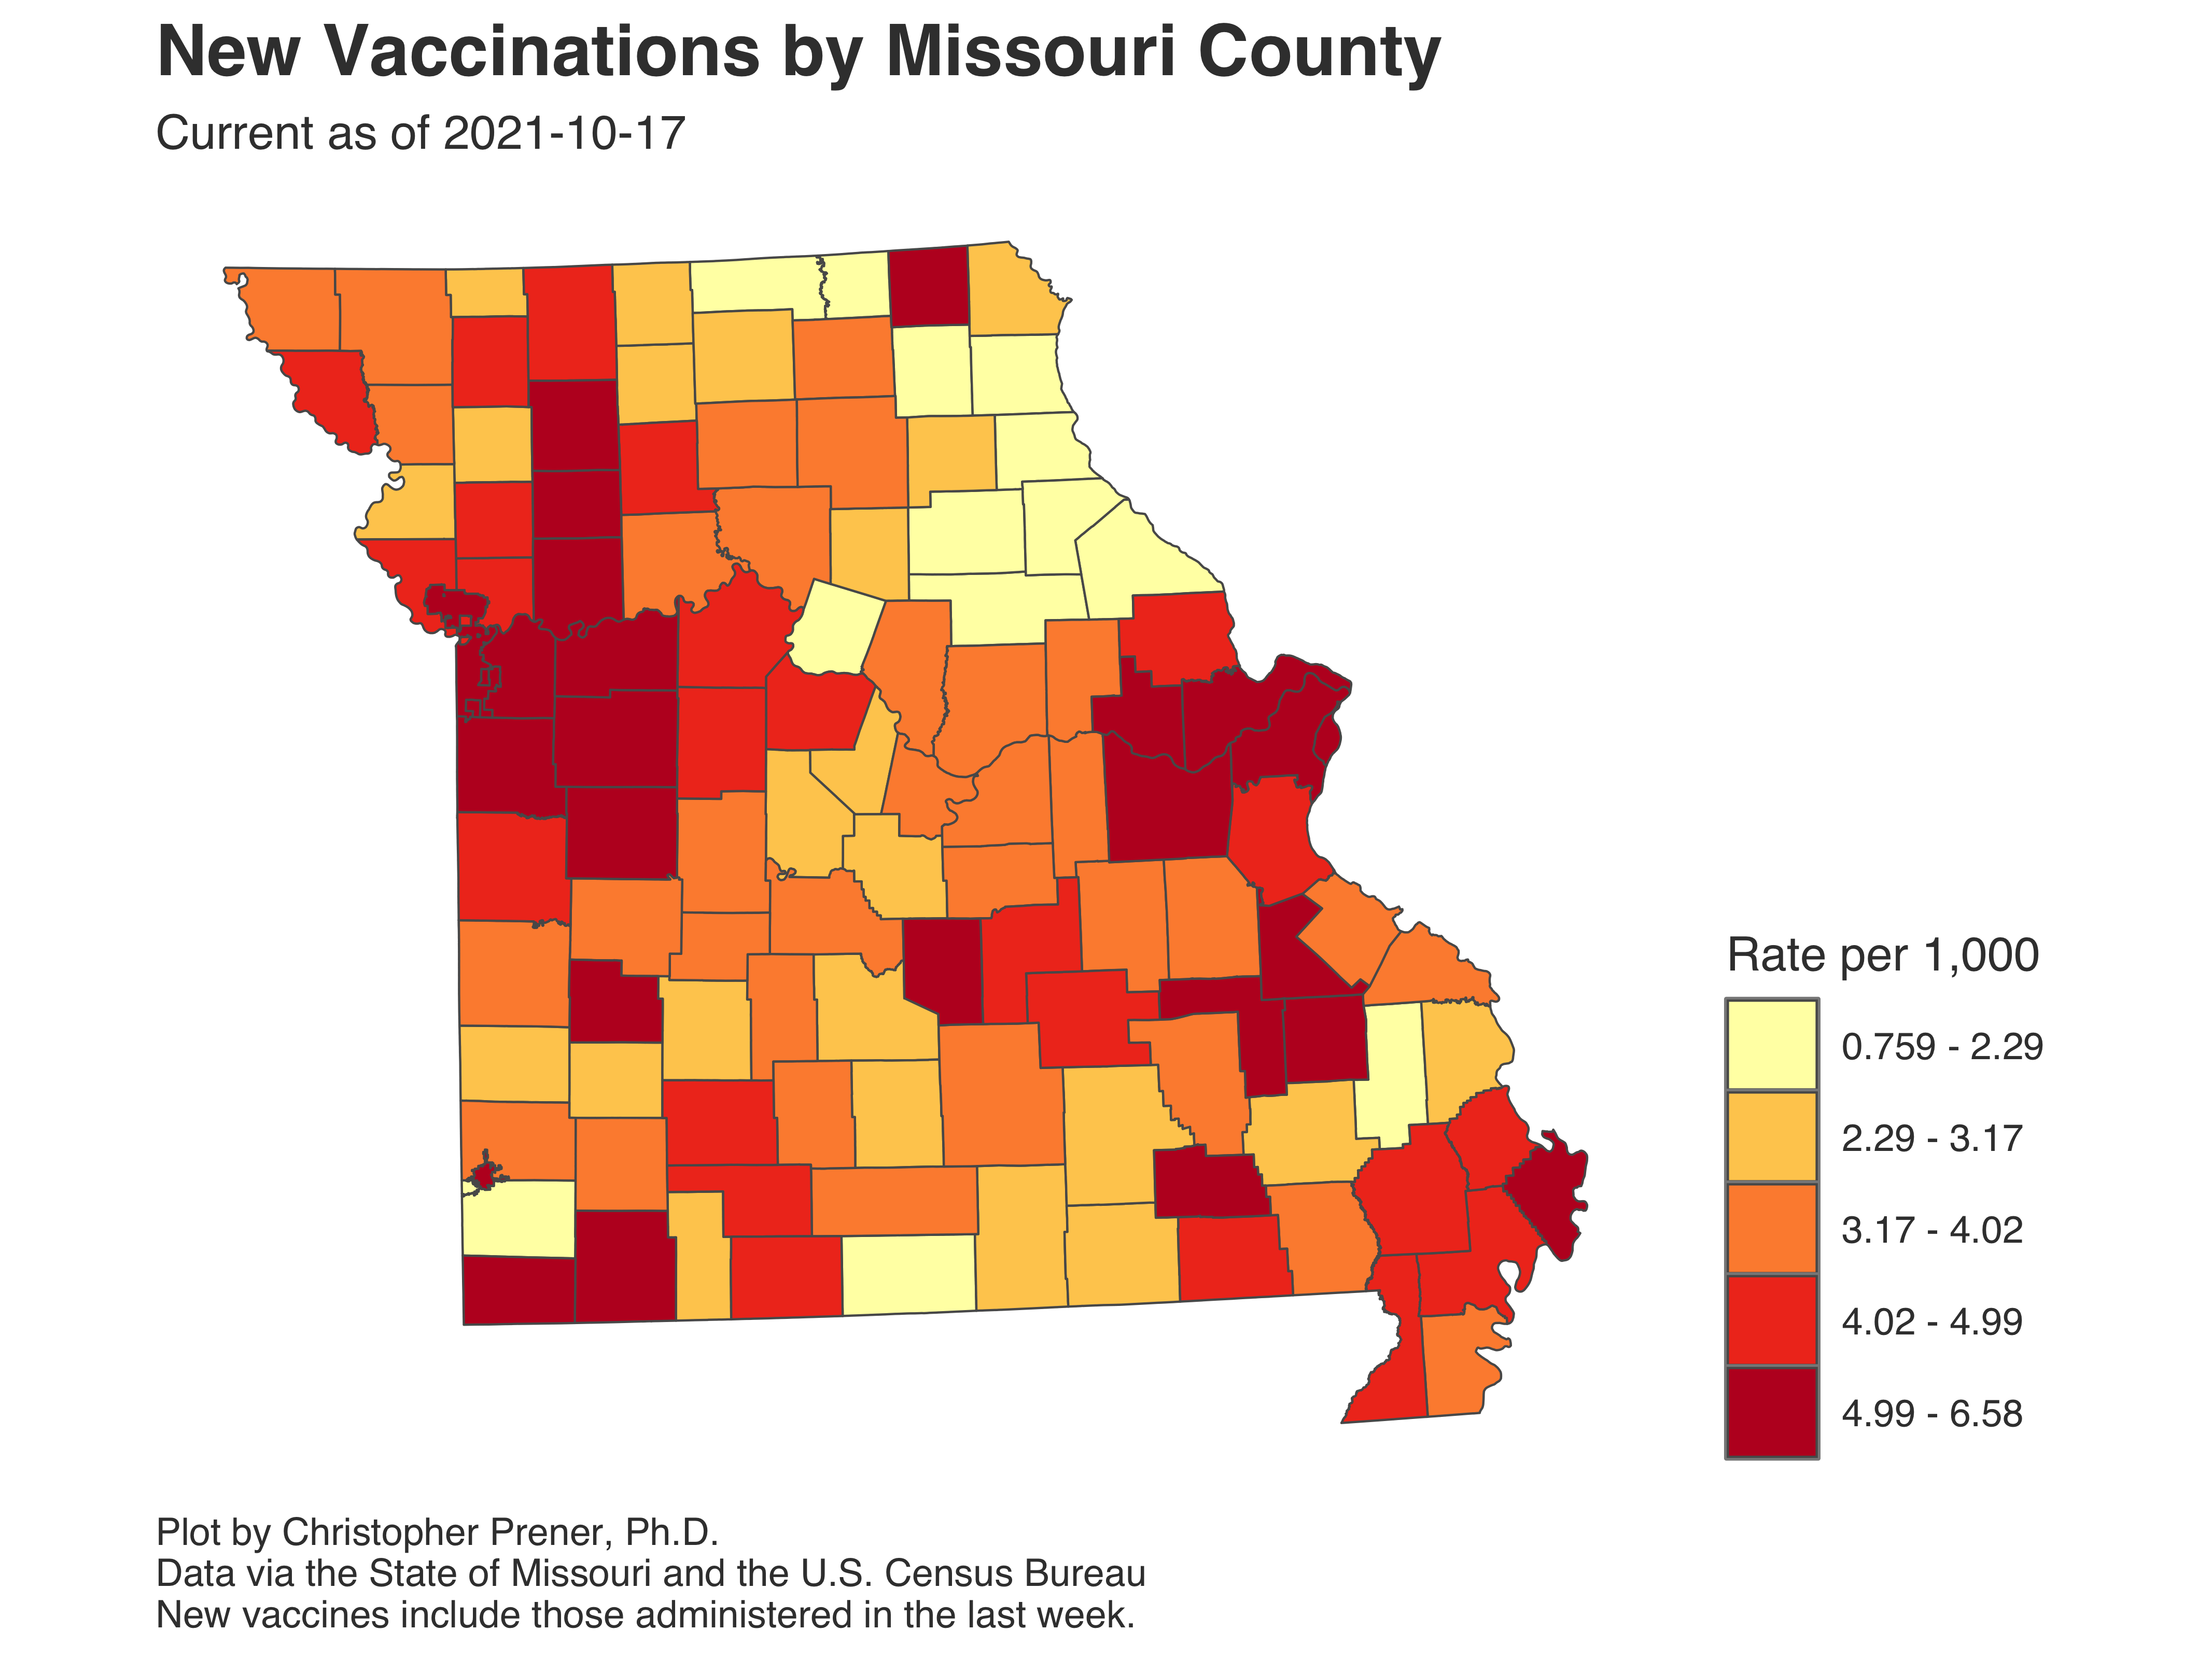 New Vaccinations by Missouri County
Current as of 2021-10-17
Rate per 1,000
0.759 - 2.29
2.29 - 3.17
3.17 - 4.02
4.02 - 4.99
4.99 - 6.58
Plot by Christopher Prener, Ph.D.
Data via the State of Missouri and the U.S. Census Bureau
New vaccines include those administered in the last week.